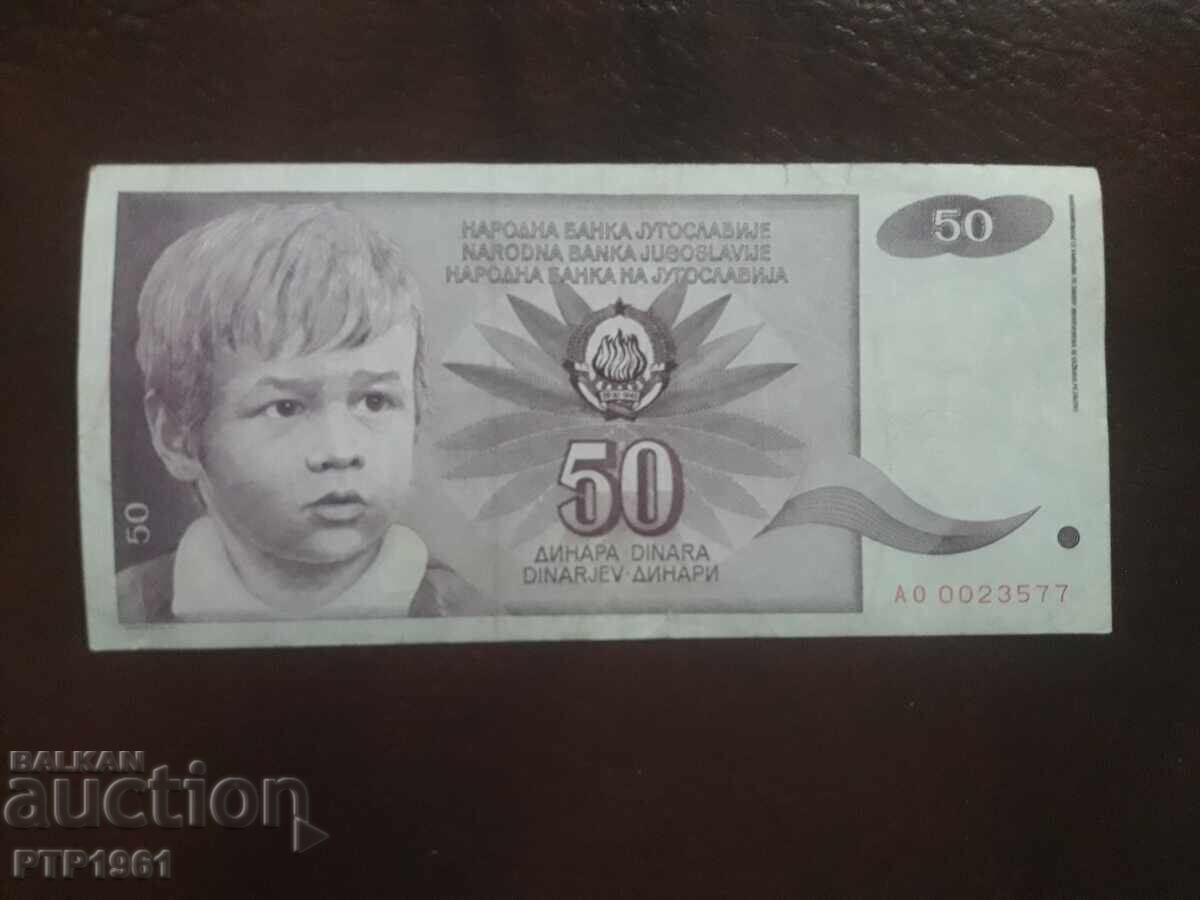 НАРОДНА БАНКА ЈУГОСЛАВИЈЕ
NARODNA BANKA JUGOSLAVIJE
НАРОДНА БАНКА НА ЈУГОСЛАВИЈА
50
50
ДИНАРА · DINARA
DINARJEV · ДИНАРИ
50
A0 0023577
BALKAN
auction
PTP1961